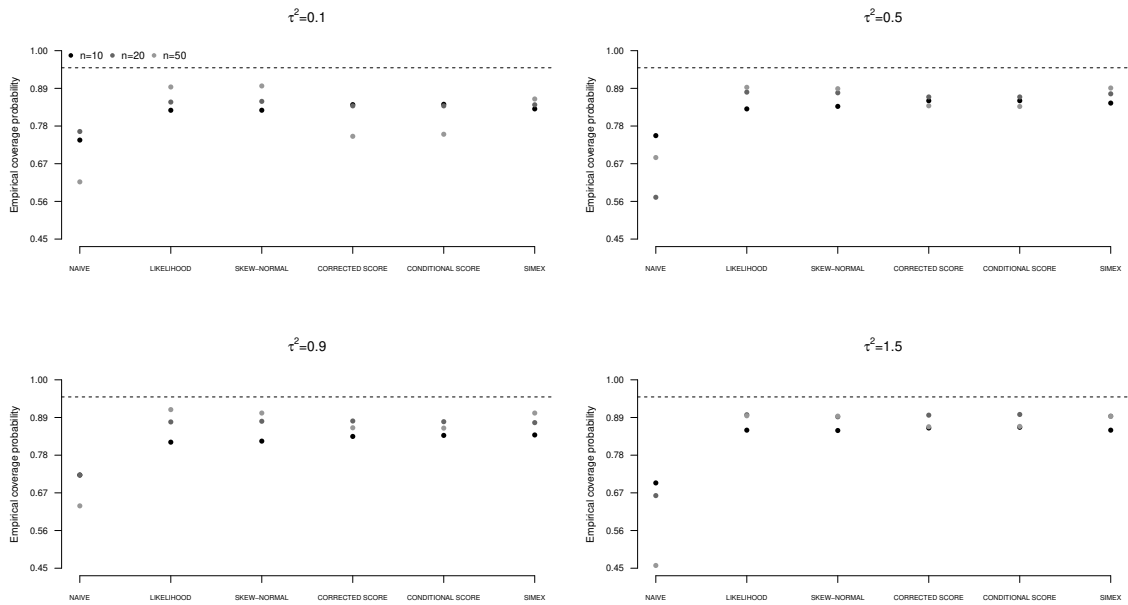 τ²=0.1
Empirical coverage probability
1.00
0.89
0.78
0.67
0.56
0.45
n=10 n=20 n=50
NAIVE LIKELIHOOD SKEW−NORMAL CORRECTED SCORE CONDITIONAL SCORE SIMEX
τ²=0.5
Empirical coverage probability
1.00
0.89
0.78
0.67
0.56
0.45
NAIVE LIKELIHOOD SKEW−NORMAL CORRECTED SCORE CONDITIONAL SCORE SIMEX
τ²=0.9
Empirical coverage probability
1.00
0.89
0.78
0.67
0.56
0.45
NAIVE LIKELIHOOD SKEW−NORMAL CORRECTED SCORE CONDITIONAL SCORE SIMEX
τ²=1.5
Empirical coverage probability
1.00
0.89
0.78
0.67
0.56
0.45
NAIVE LIKELIHOOD SKEW−NORMAL CORRECTED SCORE CONDITIONAL SCORE SIMEX